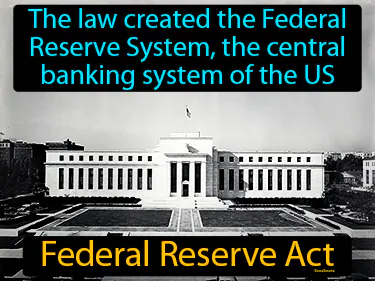 The law created the Federal
Reserve System, the central
banking system of the US
Federal Reserve Act